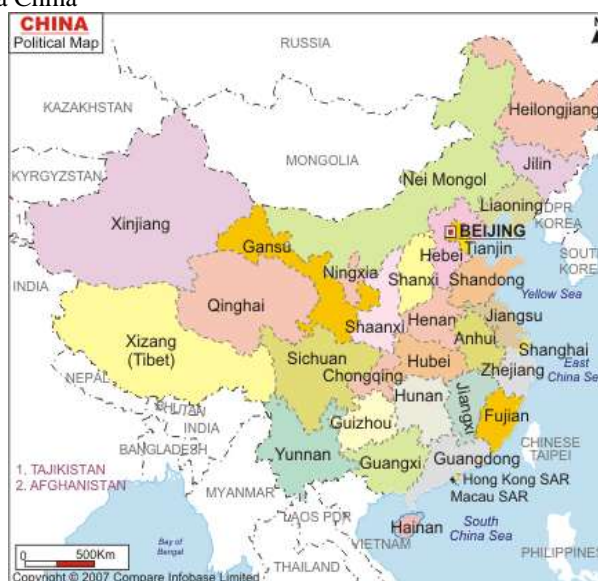 China
CHINA
Political Map
RUSSIA
KAZAKHSTAN
MONGOLIA
Heilongjiang
Jilin
Nei Mongol
KYRGYZSTAN
Liaoning
DPR
KOREA
1
2
Xinjiang
BEIJING
Tianjin
Gansu
Hebei
SOUTH
KOREA
Ningxia
Shanxi
Shandong
INDIA
Yellow Sea
Qinghai
Shaanxi
Henan
Jiangsu
Xizang
(Tibet)
Anhui
Shanghai
Sichuan
Hubei
East
China Sea
Chongqing
Zhejiang
NEPAL
Hunan
Jiangxi
BHUTAN
Guizhou
Fujian
INDIA
BANGLADESH
Yunnan
Guangxi
Guangdong
CHINESE
TAIPEI
1. TAJIKISTAN
2. AFGHANISTAN
Hong Kong SAR
Macau SAR
MYANMAR
LAOS PDR
Hainan
South
China Sea
VIETNAM
Bay of
Bengal
0 500Km
THAILAND
PHILIPPINES
Copyright © 2007 Compare Infobase Limited